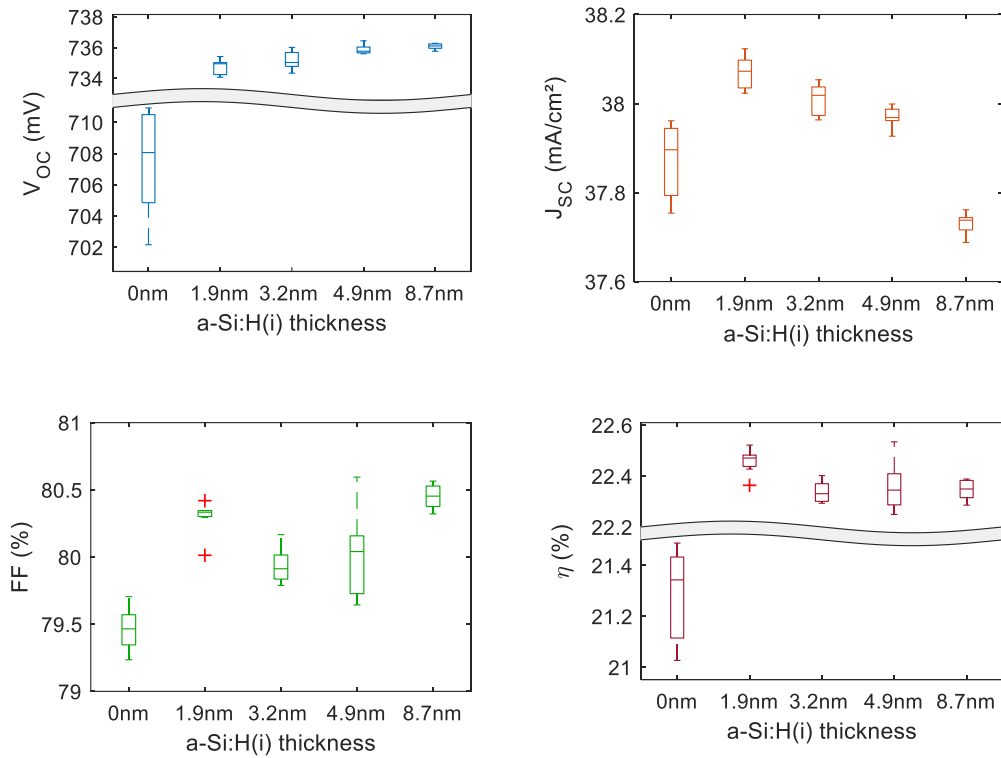 738
736
734
710
708
706
704
702
V_OC (mV)
0nm 1.9nm 3.2nm 4.9nm 8.7nm
a-Si:H(i) thickness
38.2
38
37.8
37.6
J_SC (mA/cm²)
0nm 1.9nm 3.2nm 4.9nm 8.7nm
a-Si:H(i) thickness
81
80.5
80
79.5
79
FF (%)
0nm 1.9nm 3.2nm 4.9nm 8.7nm
a-Si:H(i) thickness
22.6
22.4
22.2
21.4
21.2
21
η (%)
0nm 1.9nm 3.2nm 4.9nm 8.7nm
a-Si:H(i) thickness